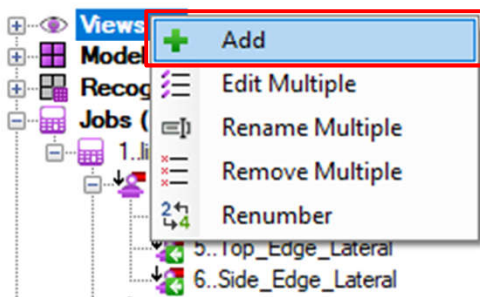 Views
Add
Model
Edit Multiple
Recog
Jobs (
Rename Multiple
1..li
Remove Multiple
Renumber
5..Top_Edge_Lateral
6..Side_Edge_Lateral